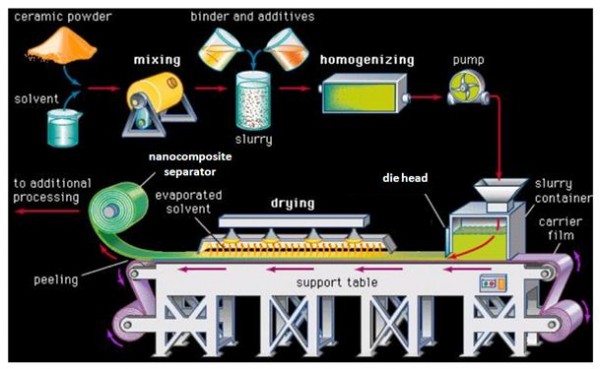 ceramic powder
binder and additives
mixing
homogenizing
pump
solvent
slurry
nanocomposite
separator
die head
to additional
processing
evaporated
solvent
drying
slurry
container
carrier
film
peeling
support table